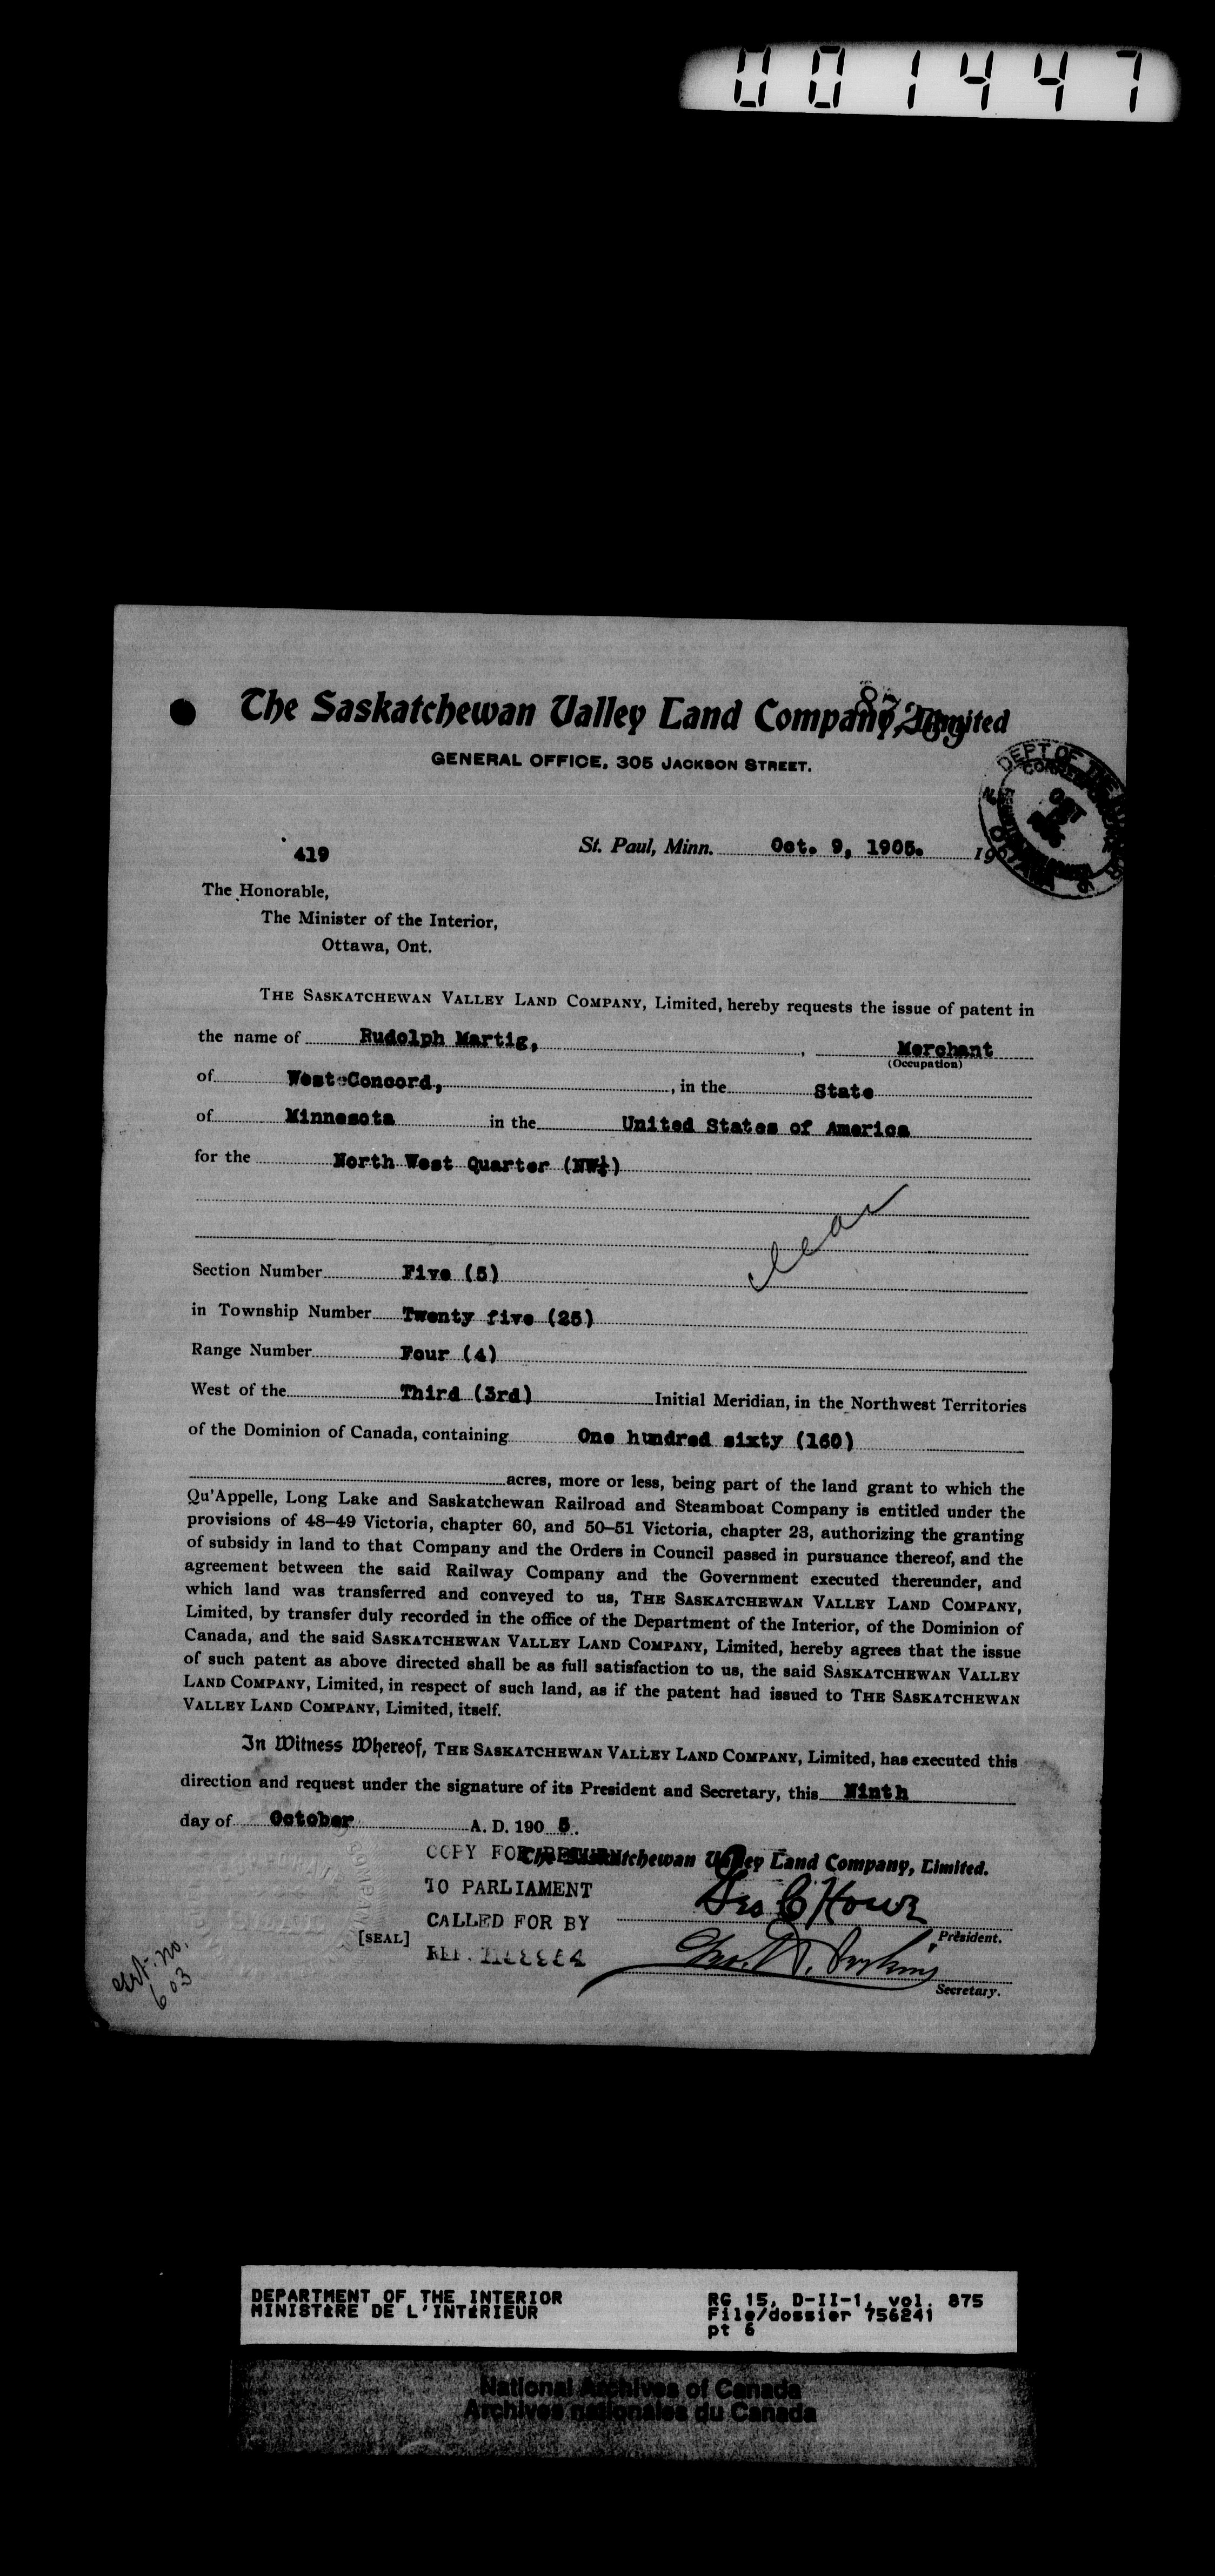 001447
The Saskatchewan Valley Land Company, Limited
GENERAL OFFICE, 305 JACKSON STREET.
DEPT OF THE
OCT
419
St. Paul, Minn. Oct. 9, 1905. 190
The Honorable,
The Minister of the Interior,
Ottawa, Ont.
THE SASKATCHEWAN VALLEY LAND COMPANY, Limited, hereby requests the issue of patent in
the name of Rudolph Martig, , Merchant
(Occupation)
of West Concord, , in the State
of Minnesota in the United States of America
for the North West Quarter (NW¼)
clear
Section Number Five (5)
in Township Number Twenty five (25)
Range Number Four (4)
West of the Third (3rd) Initial Meridian, in the Northwest Territories
of the Dominion of Canada, containing One hundred sixty (160)
acres, more or less, being part of the land grant to which the
Qu'Appelle, Long Lake and Saskatchewan Railroad and Steamboat Company is entitled under the
provisions of 48–49 Victoria, chapter 60, and 50–51 Victoria, chapter 23, authorizing the granting
of subsidy in land to that Company and the Orders in Council passed in pursuance thereof, and the
agreement between the said Railway Company and the Government executed thereunder, and
which land was transferred and conveyed to us, THE SASKATCHEWAN VALLEY LAND COMPANY,
Limited, by transfer duly recorded in the office of the Department of the Interior, of the Dominion of
Canada, and the said SASKATCHEWAN VALLEY LAND COMPANY, Limited, hereby agrees that the issue
of such patent as above directed shall be as full satisfaction to us, the said SASKATCHEWAN VALLEY
LAND COMPANY, Limited, in respect of such land, as if the patent had issued to THE SASKATCHEWAN
VALLEY LAND COMPANY, Limited, itself.
In Witness Whereof, THE SASKATCHEWAN VALLEY LAND COMPANY, Limited, has executed this
direction and request under the signature of its President and Secretary, this Ninth
day of October A. D. 190 5.
COPY FOR RETURN
The Saskatchewan Valley Land Company, Limited.
TO PARLIAMENT
Geo C Howe
CALLED FOR BY
President.
[SEAL]
REF.
Secretary.
cert. no.
603
DEPARTMENT OF THE INTERIOR
MINISTÈRE DE L'INTÉRIEUR
RG 15, D-II-1, vol. 875
File/dossier 756241
pt 6
National Archives of Canada
Archives nationales du Canada